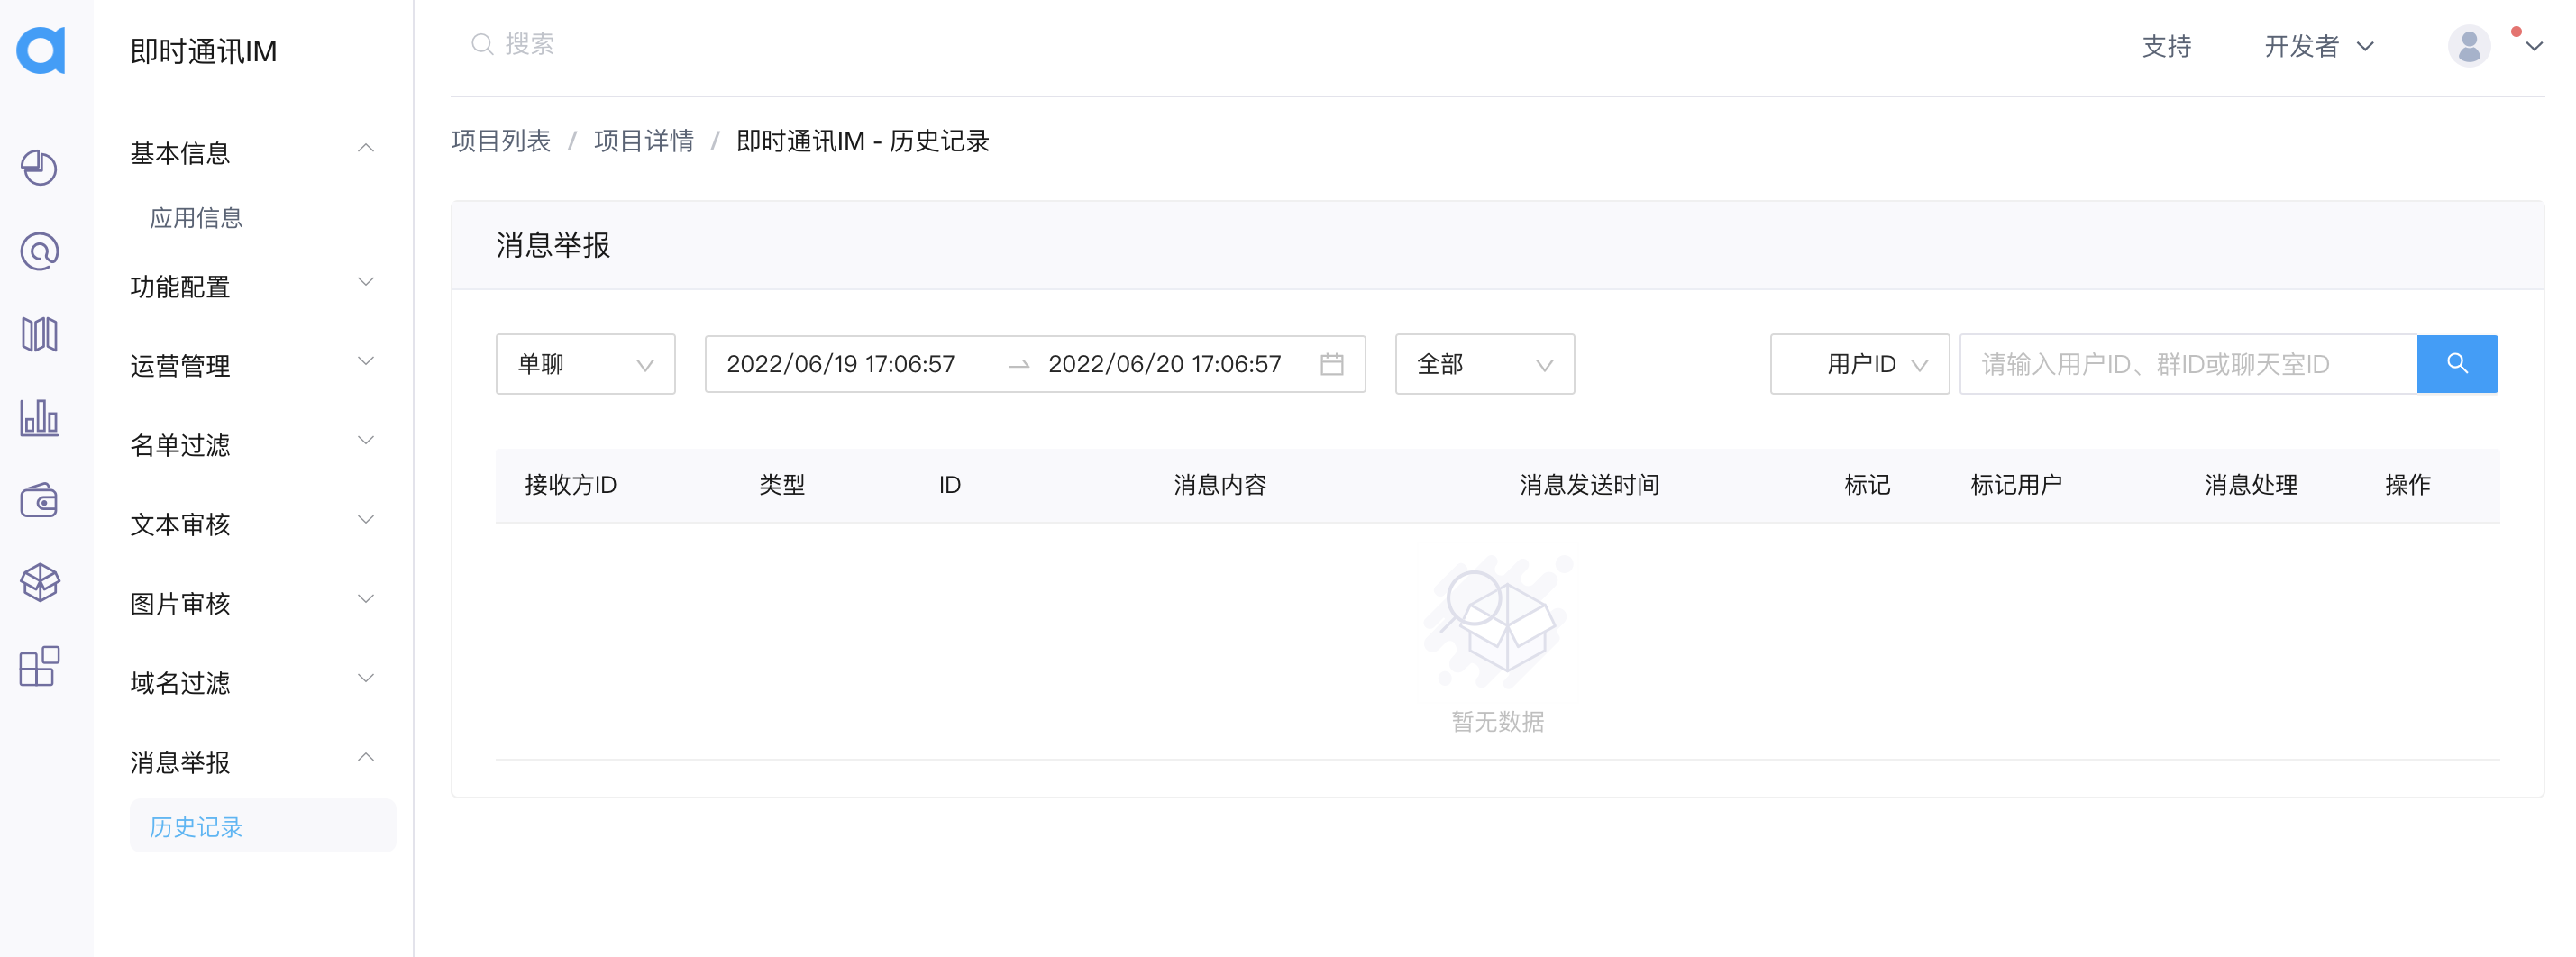 即时通讯IM
基本信息
应用信息
功能配置
运营管理
名单过滤
文本审核
图片审核
域名过滤
消息举报
历史记录
搜索
支持
开发者
项目列表 / 项目详情 / 即时通讯IM - 历史记录
消息举报
单聊
2022/06/19 17:06:57 → 2022/06/20 17:06:57
全部
用户ID
请输入用户ID、群ID或聊天室ID
接收方ID 类型 ID 消息内容 消息发送时间 标记 标记用户 消息处理 操作
暂无数据